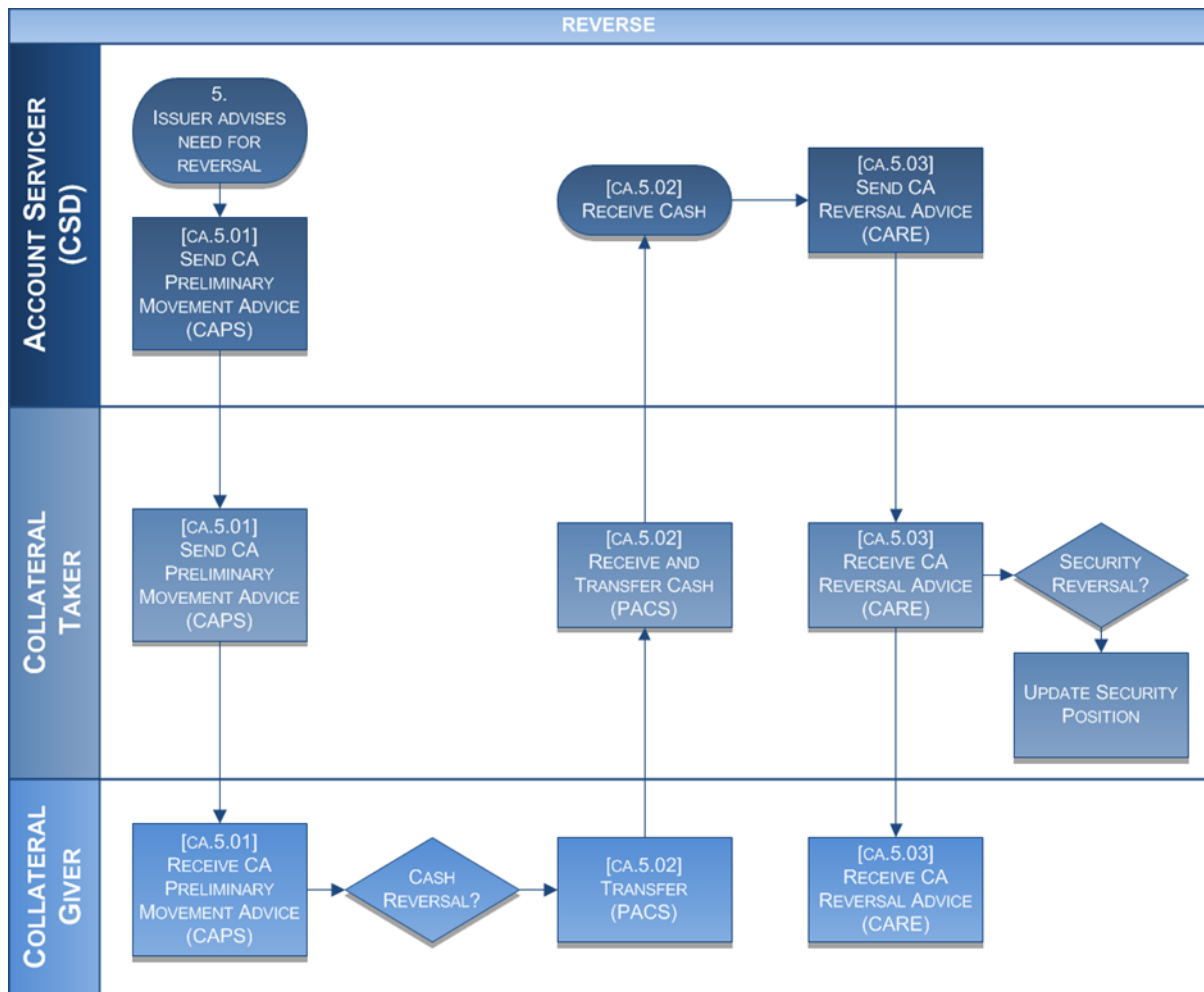 REVERSE
ACCOUNT SERVICER
(CSD)
5.
ISSUER ADVISES
NEED FOR
REVERSAL
[CA.5.01]
SEND CA
PRELIMINARY
MOVEMENT ADVICE
(CAPS)
[CA.5.02]
RECEIVE CASH
[CA.5.03]
SEND CA
REVERSAL ADVICE
(CARE)
COLLATERAL
TAKER
[CA.5.01]
SEND CA
PRELIMINARY
MOVEMENT ADVICE
(CAPS)
[CA.5.02]
RECEIVE AND
TRANSFER CASH
(PACS)
[CA.5.03]
RECEIVE CA
REVERSAL ADVICE
(CARE)
SECURITY
REVERSAL?
UPDATE SECURITY
POSITION
COLLATERAL
GIVER
[CA.5.01]
RECEIVE CA
PRELIMINARY
MOVEMENT ADVICE
(CAPS)
CASH
REVERSAL?
[CA.5.02]
TRANSFER
(PACS)
[CA.5.03]
RECEIVE CA
REVERSAL ADVICE
(CARE)